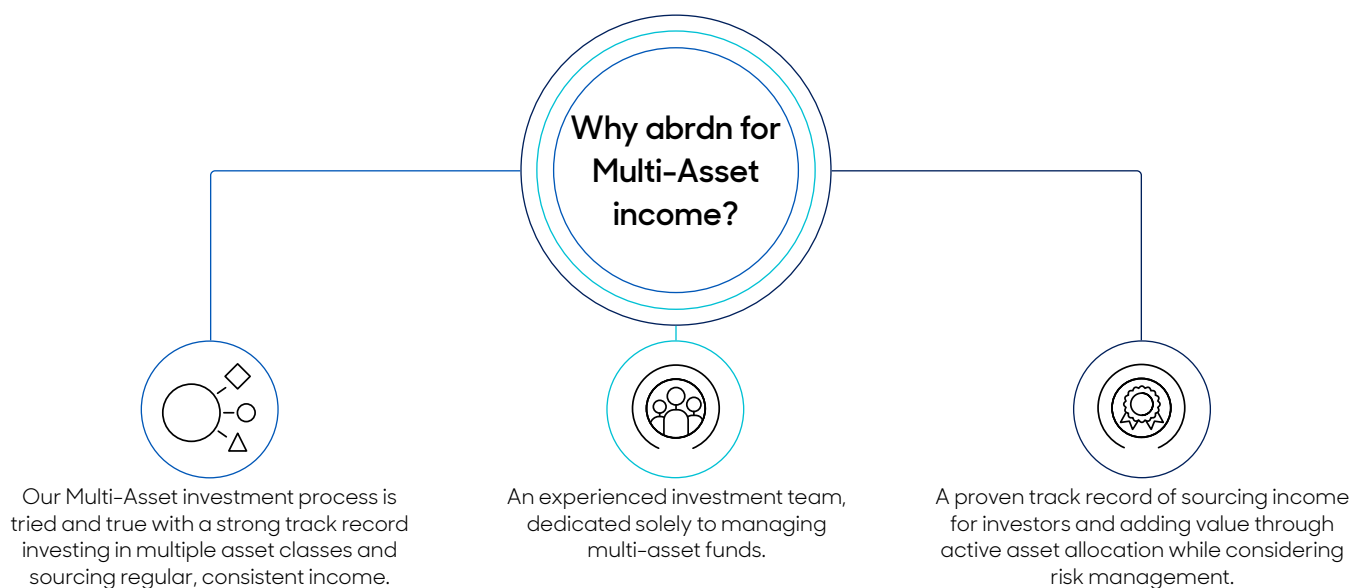 Why abrdn for
Multi-Asset
income?
Our Multi-Asset investment process is
tried and true with a strong track record
investing in multiple asset classes and
sourcing regular, consistent income.
An experienced investment team,
dedicated solely to managing
multi-asset funds.
A proven track record of sourcing income
for investors and adding value through
active asset allocation while considering
risk management.